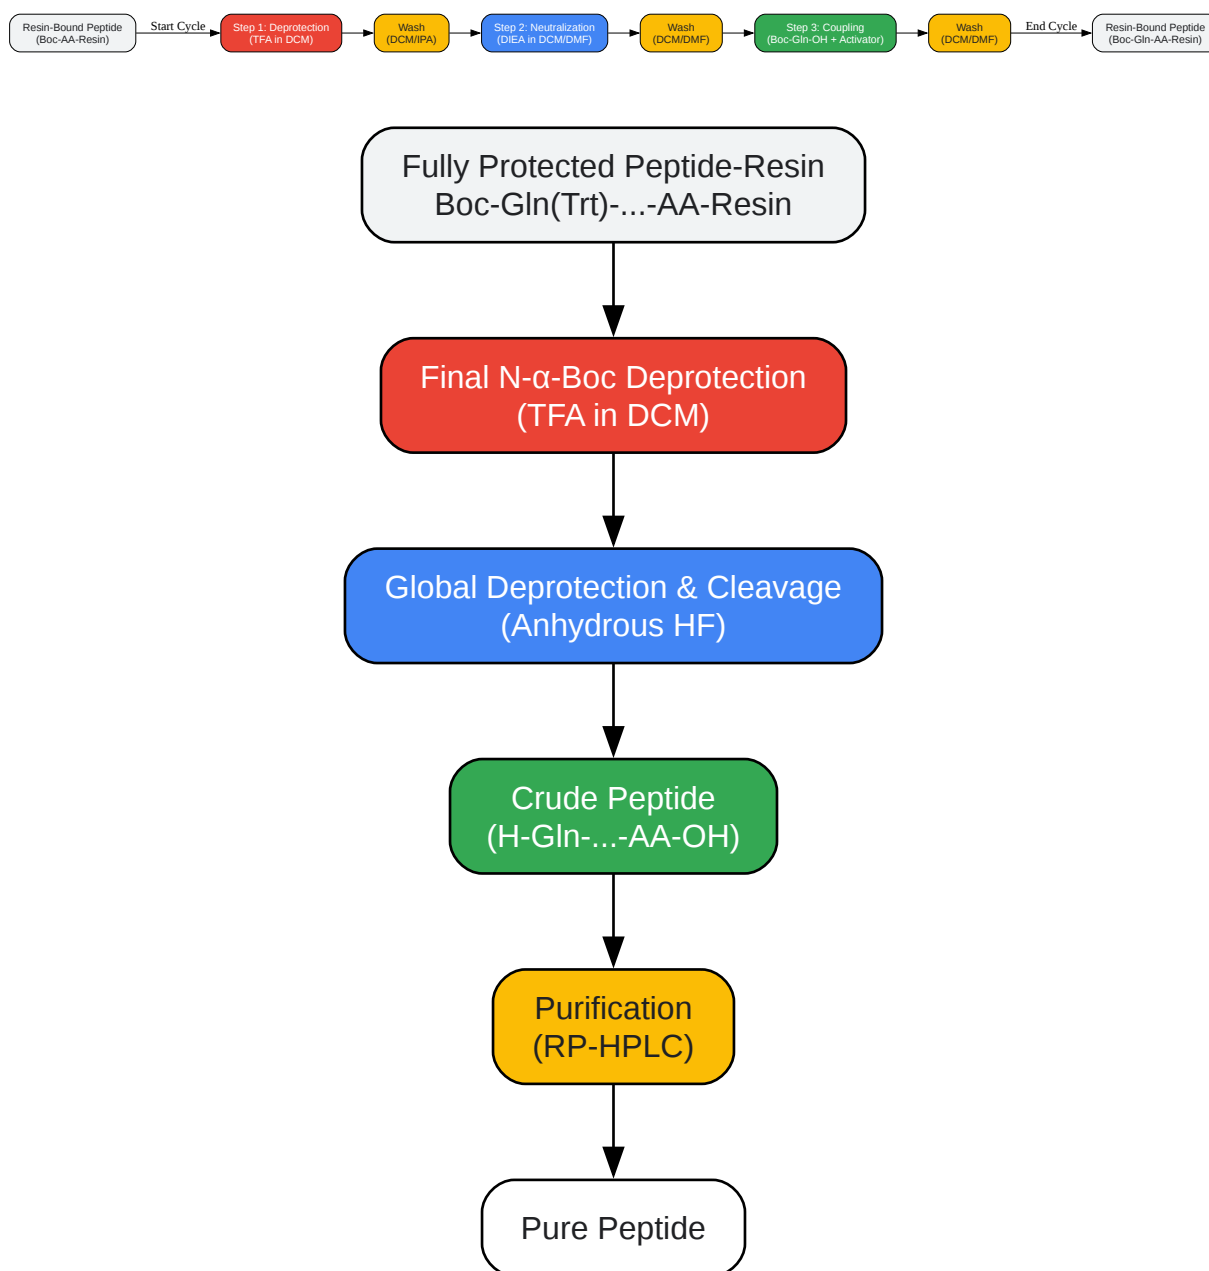 Resin-Bound Peptide
(Boc-AA-Resin)
Start Cycle
Step 1: Deprotection
(TFA in DCM)
Wash
(DCM/IPA)
Step 2: Neutralization
(DIEA in DCM/DMF)
Wash
(DCM/DMF)
Step 3: Coupling
(Boc-Gln-OH + Activator)
Wash
(DCM/DMF)
End Cycle
Resin-Bound Peptide
(Boc-Gln-AA-Resin)
Fully Protected Peptide-Resin
Boc-Gln(Trt)-...-AA-Resin
Final N-α-Boc Deprotection
(TFA in DCM)
Global Deprotection & Cleavage
(Anhydrous HF)
Crude Peptide
(H-Gln-...-AA-OH)
Purification
(RP-HPLC)
Pure Peptide